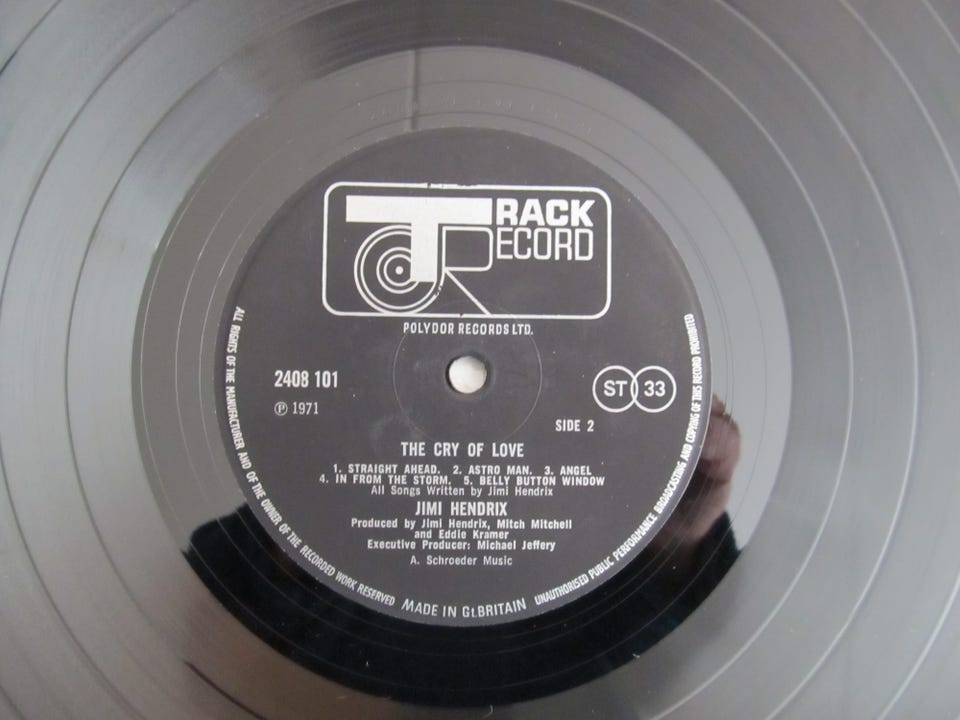 TRACK
RECORD
POLYDOR RECORDS LTD.
2408 101
ST 33
℗ 1971
SIDE 2
THE CRY OF LOVE
1. STRAIGHT AHEAD. 2. ASTRO MAN. 3. ANGEL
4. IN FROM THE STORM. 5. BELLY BUTTON WINDOW
All Songs Written by Jimi Hendrix
JIMI HENDRIX
Produced by Jimi Hendrix, Mitch Mitchell
and Eddie Kramer
Executive Producer: Michael Jeffery
A. Schroeder Music
ALL RIGHTS OF THE MANUFACTURER AND OF THE OWNER OF THE RECORDED WORK RESERVED
MADE IN Gt.BRITAIN
UNAUTHORISED PUBLIC PERFORMANCE BROADCASTING AND COPYING OF THIS RECORD PROHIBITED